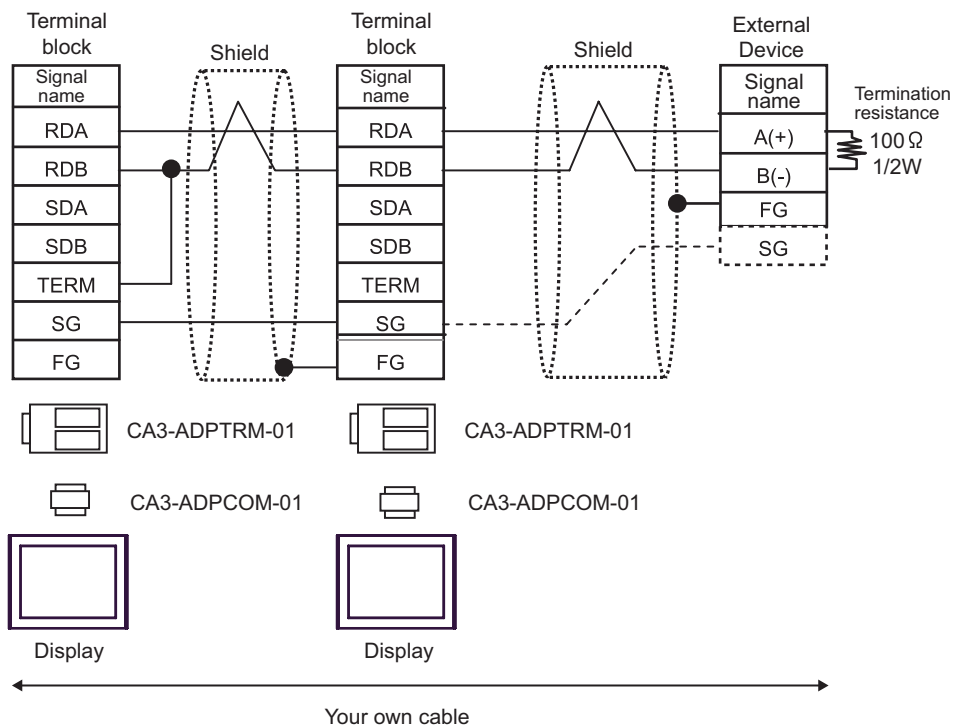 Terminal
block
Signal
name
RDA
RDB
SDA
SDB
TERM
SG
FG
Shield
Terminal
block
Signal
name
RDA
RDB
SDA
SDB
TERM
SG
FG
Shield
External
Device
Signal
name
A(+)
B(-)
FG
SG
Termination
resistance
100 Ω
1/2W
CA3-ADPTRM-01
CA3-ADPTRM-01
CA3-ADPCOM-01
CA3-ADPCOM-01
Display
Display
Your own cable